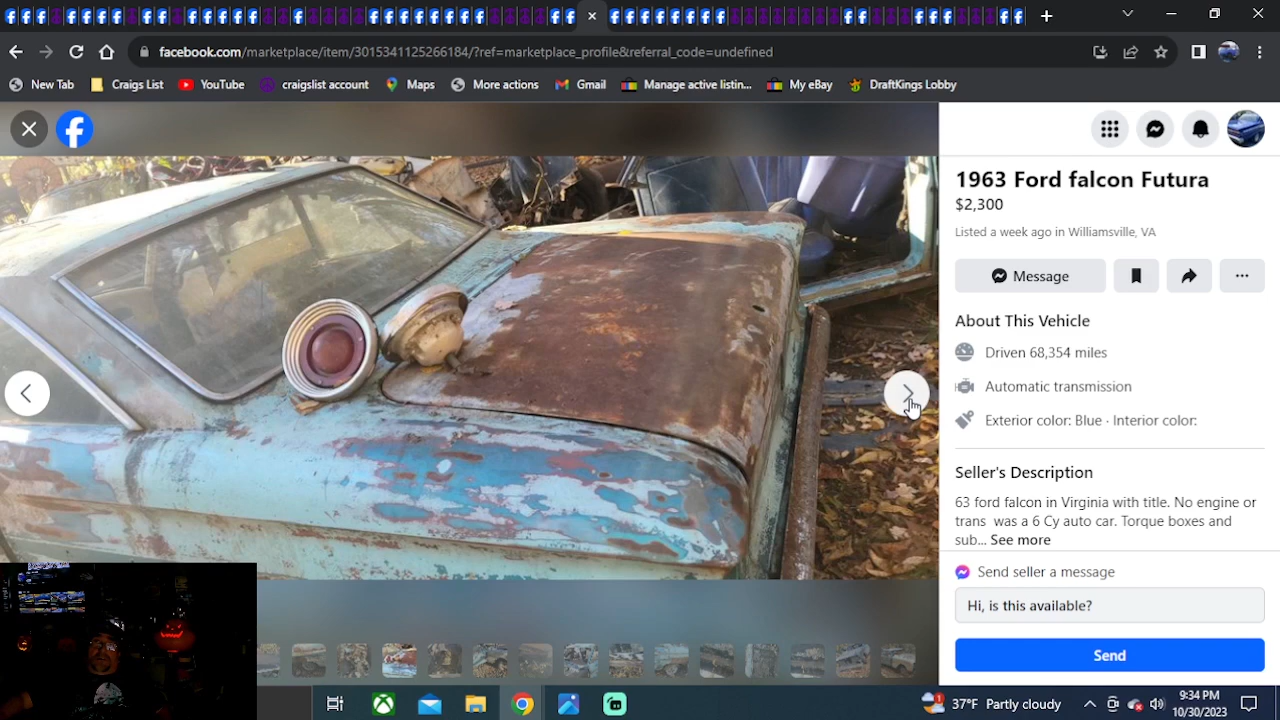 facebook.com/marketplace/item/3015341125266184/?ref=marketplace_profile&referral_code=undefined
New Tab
Craigs List
YouTube
craigslist account
Maps
More actions
Gmail
Manage active listin...
My eBay
DraftKings Lobby
1963 Ford falcon Futura
$2,300
Listed a week ago in Williamsville, VA
Message
About This Vehicle
Driven 68,354 miles
Automatic transmission
Exterior color: Blue · Interior color:
Seller's Description
63 ford falcon in Virginia with title. No engine or
trans was a 6 Cy auto car. Torque boxes and
sub... See more
Send seller a message
Hi, is this available?
Send
37°F Partly cloudy
9:34 PM
10/30/2023